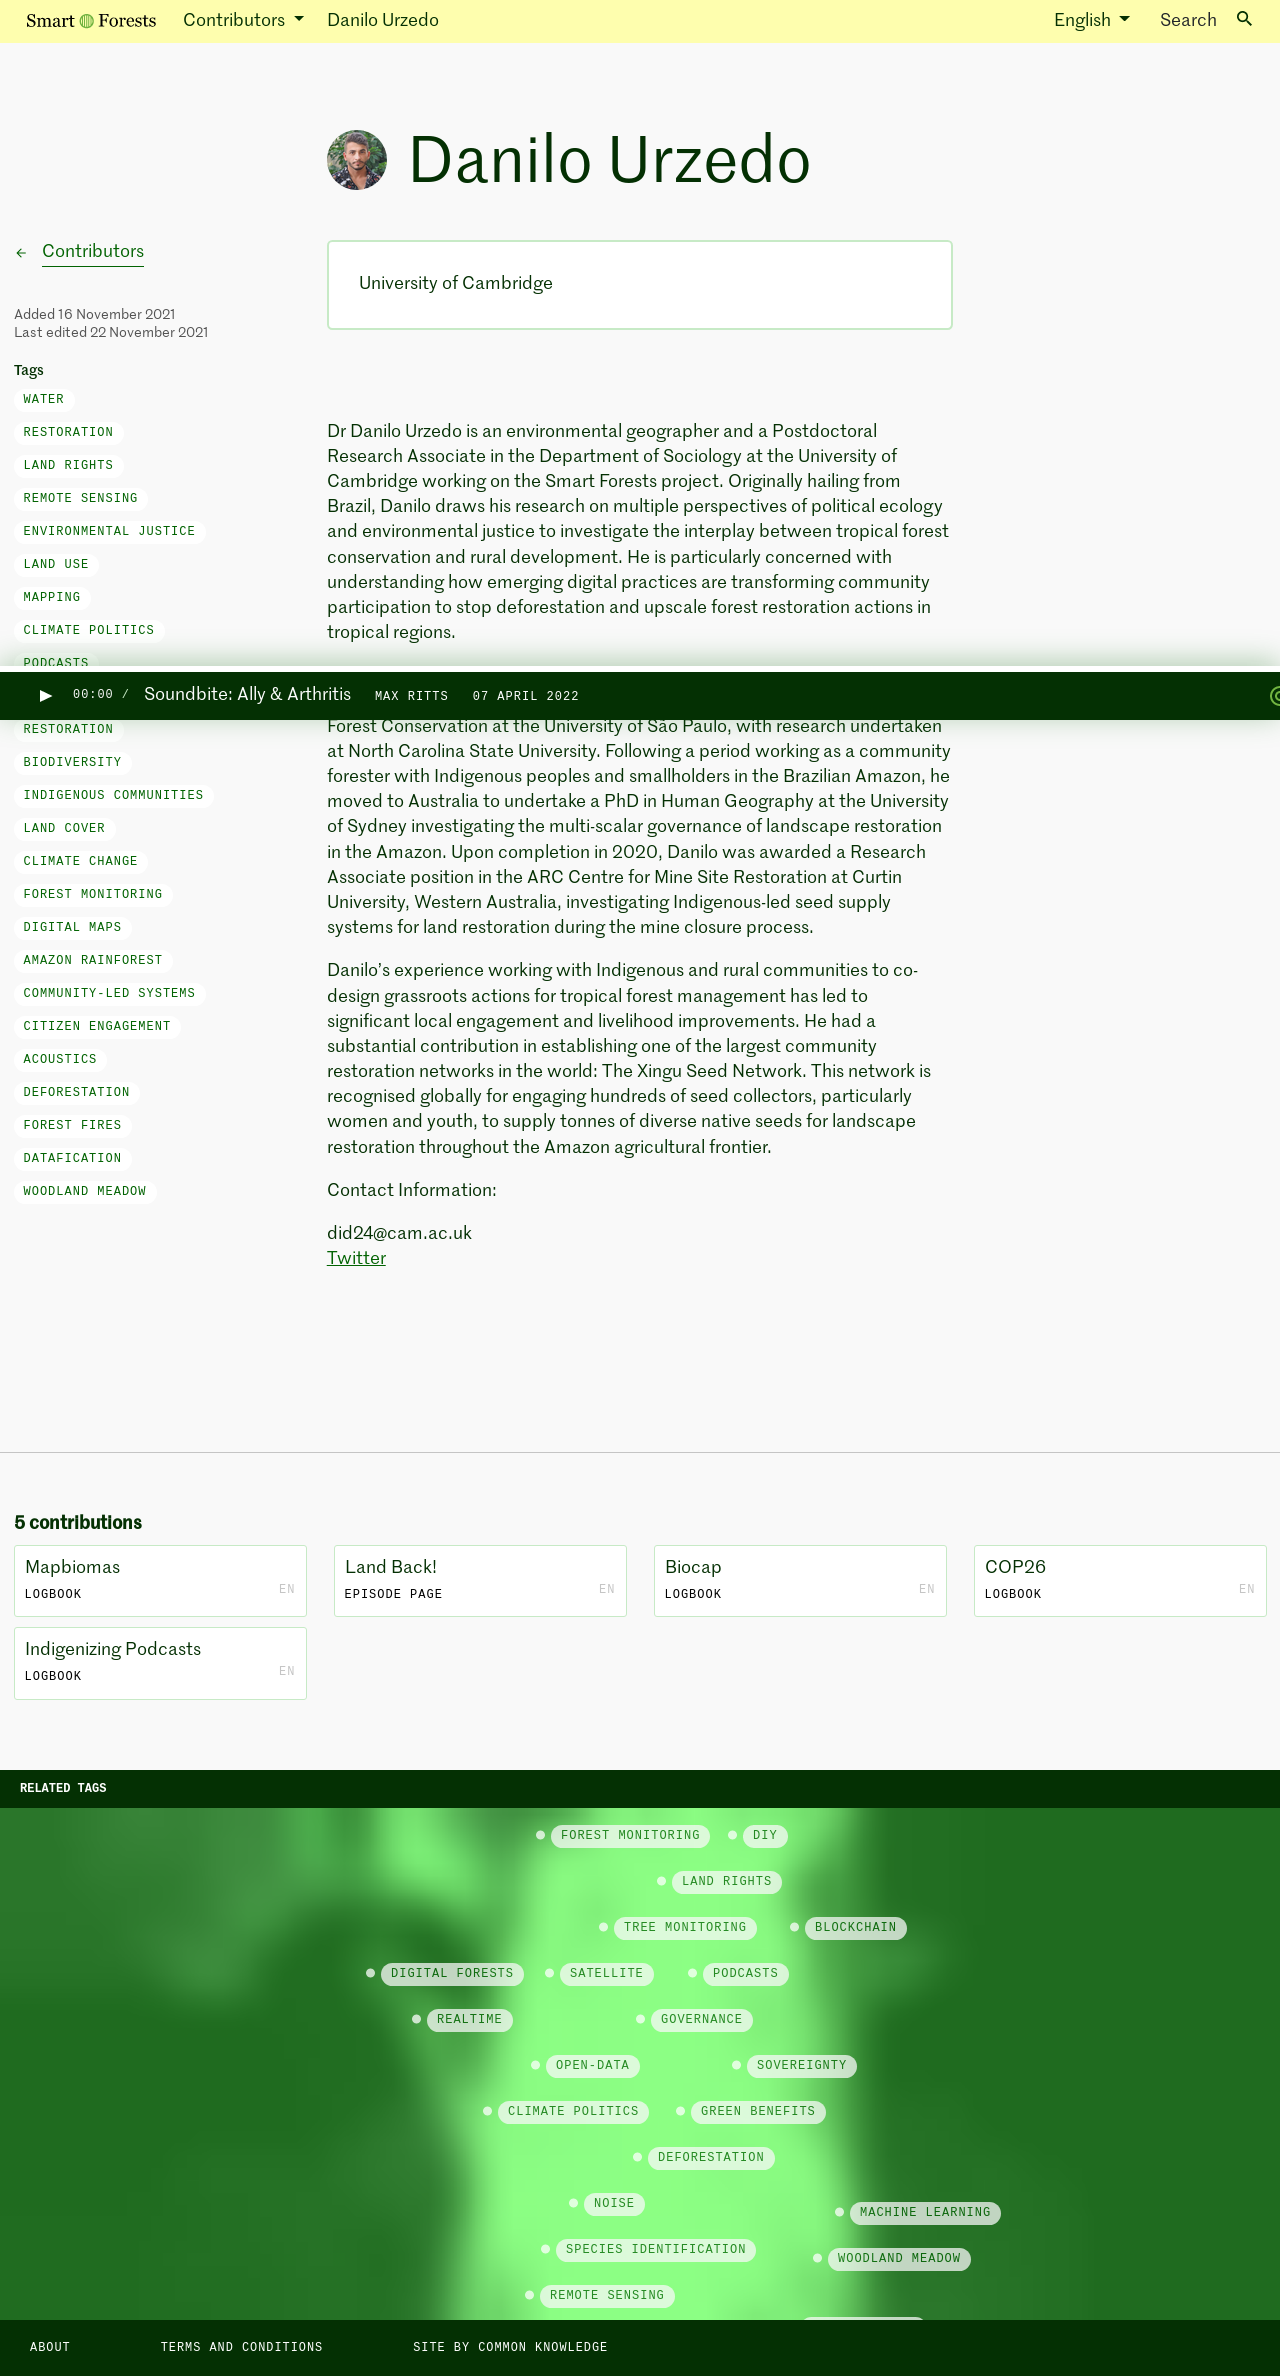 Smart Forests Contributors Danilo Urzedo English Search
Danilo Urzedo
← Contributors
Added 16 November 2021
Last edited 22 November 2021
Tags
WATER
RESTORATION
LAND RIGHTS
REMOTE SENSING
ENVIRONMENTAL JUSTICE
LAND USE
MAPPING
CLIMATE POLITICS
PODCASTS
RESTORATION
BIODIVERSITY
INDIGENOUS COMMUNITIES
LAND COVER
CLIMATE CHANGE
FOREST MONITORING
DIGITAL MAPS
AMAZON RAINFOREST
COMMUNITY-LED SYSTEMS
CITIZEN ENGAGEMENT
ACOUSTICS
DEFORESTATION
FOREST FIRES
DATAFICATION
WOODLAND MEADOW
University of Cambridge
Dr Danilo Urzedo is an environmental geographer and a Postdoctoral
Research Associate in the Department of Sociology at the University of
Cambridge working on the Smart Forests project. Originally hailing from
Brazil, Danilo draws his research on multiple perspectives of political ecology
and environmental justice to investigate the interplay between tropical forest
conservation and rural development. He is particularly concerned with
understanding how emerging digital practices are transforming community
participation to stop deforestation and upscale forest restoration actions in
tropical regions.
▶ 00:00 / Soundbite: Ally & Arthritis MAX RITTS 07 APRIL 2022
Forest Conservation at the University of São Paulo, with research undertaken
at North Carolina State University. Following a period working as a community
forester with Indigenous peoples and smallholders in the Brazilian Amazon, he
moved to Australia to undertake a PhD in Human Geography at the University
of Sydney investigating the multi-scalar governance of landscape restoration
in the Amazon. Upon completion in 2020, Danilo was awarded a Research
Associate position in the ARC Centre for Mine Site Restoration at Curtin
University, Western Australia, investigating Indigenous-led seed supply
systems for land restoration during the mine closure process.
Danilo’s experience working with Indigenous and rural communities to co-
design grassroots actions for tropical forest management has led to
significant local engagement and livelihood improvements. He had a
substantial contribution in establishing one of the largest community
restoration networks in the world: The Xingu Seed Network. This network is
recognised globally for engaging hundreds of seed collectors, particularly
women and youth, to supply tonnes of diverse native seeds for landscape
restoration throughout the Amazon agricultural frontier.
Contact Information:
did24@cam.ac.uk
Twitter
5 contributions
Mapbiomas
LOGBOOK EN
Land Back!
EPISODE PAGE EN
Biocap
LOGBOOK EN
COP26
LOGBOOK EN
Indigenizing Podcasts
LOGBOOK EN
RELATED TAGS
FOREST MONITORING DIY
LAND RIGHTS
TREE MONITORING BLOCKCHAIN
DIGITAL FORESTS SATELLITE PODCASTS
REALTIME GOVERNANCE
OPEN-DATA SOVEREIGNTY
CLIMATE POLITICS GREEN BENEFITS
DEFORESTATION
NOISE
MACHINE LEARNING
SPECIES IDENTIFICATION
WOODLAND MEADOW
REMOTE SENSING
ABOUT TERMS AND CONDITIONS SITE BY COMMON KNOWLEDGE